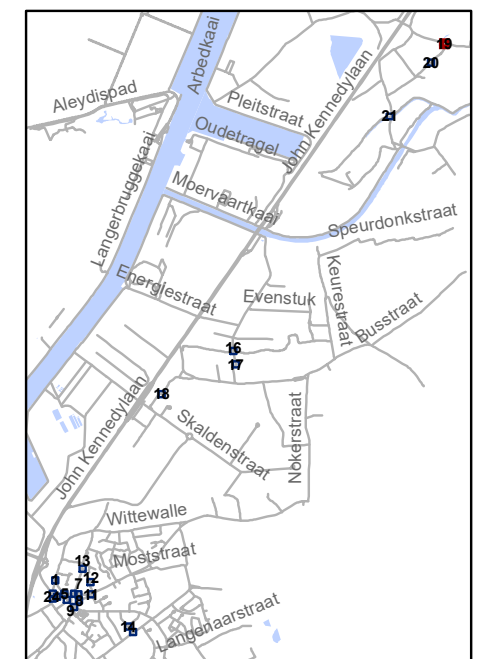 Arbedkaai
19
20
Aleydispad
Pleitstraat
21
John Kennedylaan
Oudetragel
Langerbruggekaai
Moervaartkaai
Speurdonkstraat
Energiestraat
Evenstuk
Keurestraat
Busstraat
16
17
John Kennedylaan
18
Skaldenstraat
Nokerstraat
Wittewalle
Moststraat
13
12
7
11
9
Langenaarstraat